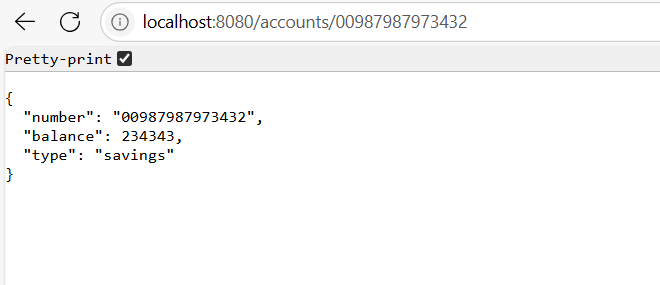 localhost:8080/accounts/00987987973432
Pretty-print
{
"number": "00987987973432",
"balance": 234343,
"type": "savings"
}